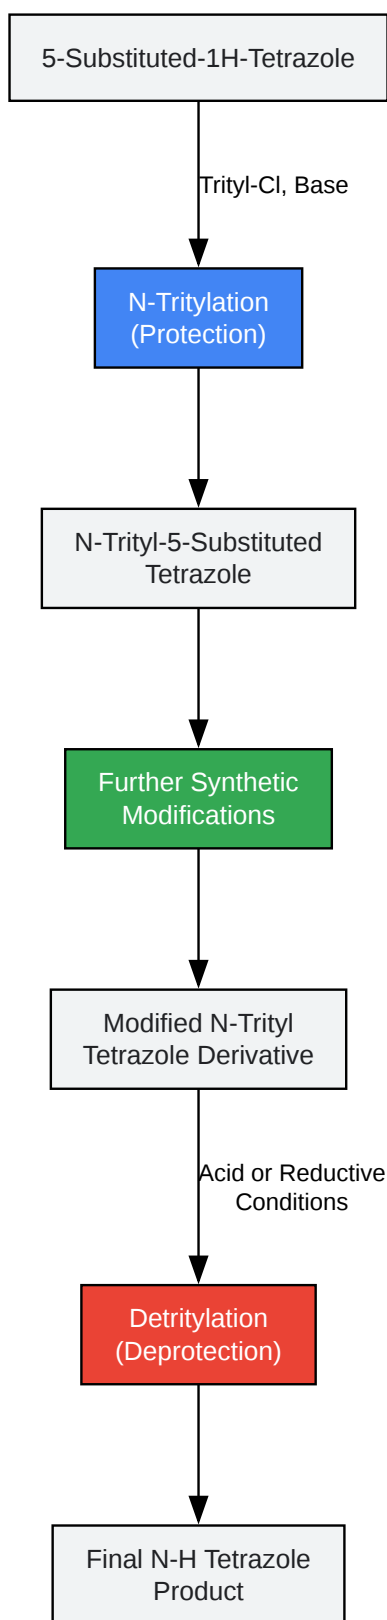 5-Substituted-1H-Tetrazole
Trityl-Cl, Base
N-Tritylation
(Protection)
N-Trityl-5-Substituted
Tetrazole
Further Synthetic
Modifications
Modified N-Trityl
Tetrazole Derivative
Acid or Reductive
Conditions
Detritylation
(Deprotection)
Final N-H Tetrazole
Product